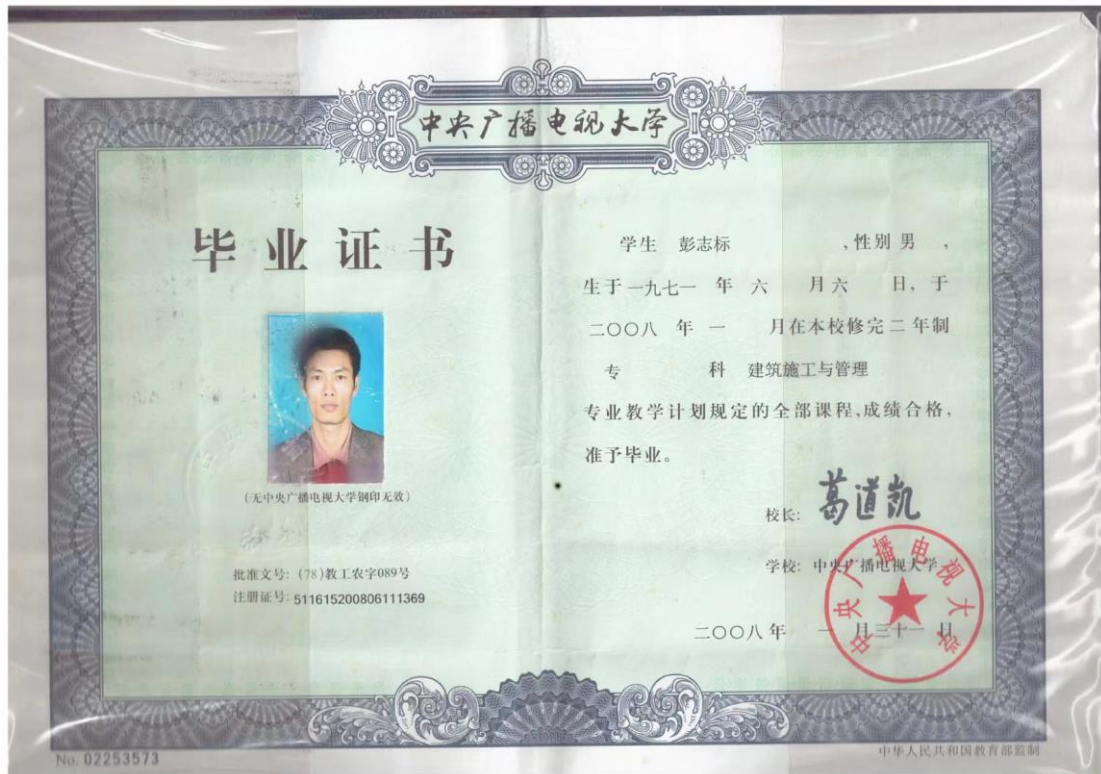 中央广播电视大学
毕业证书
(无中央广播电视大学钢印无效)
批准文号: (78)教工农字089号
注册证号: 511615200806111369
学生 彭志标 ,性别 男 ,
生于 一九七一 年 六 月 六 日, 于
二〇〇八 年 一 月在本校修完 二 年制
专 科 建筑施工与管理
专业教学计划规定的全部课程,成绩合格,
准予毕业。
校长: 葛道凯
学校: 中央广播电视大学
中央广播电视大学
二〇〇八 年 一 月三十一日
No. 02253573
中华人民共和国教育部监制